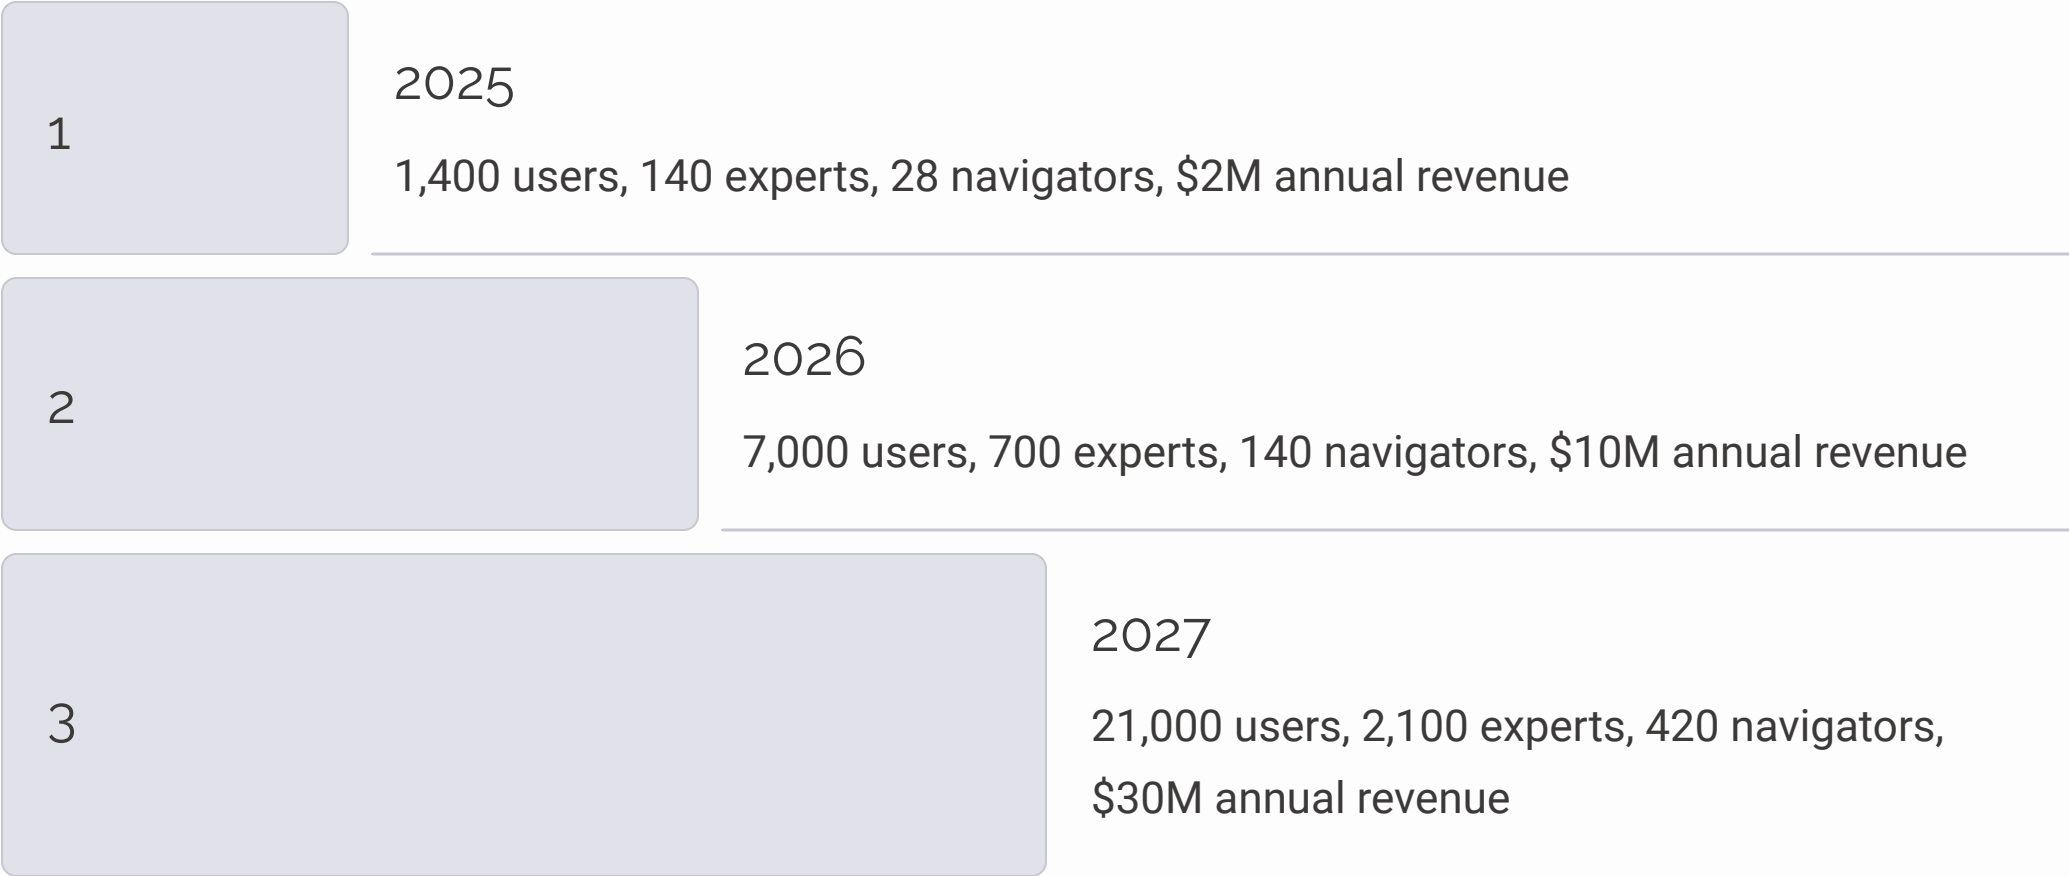 1
2025
1,400 users, 140 experts, 28 navigators, $2M annual revenue
2
2026
7,000 users, 700 experts, 140 navigators, $10M annual revenue
3
2027
21,000 users, 2,100 experts, 420 navigators,
$30M annual revenue